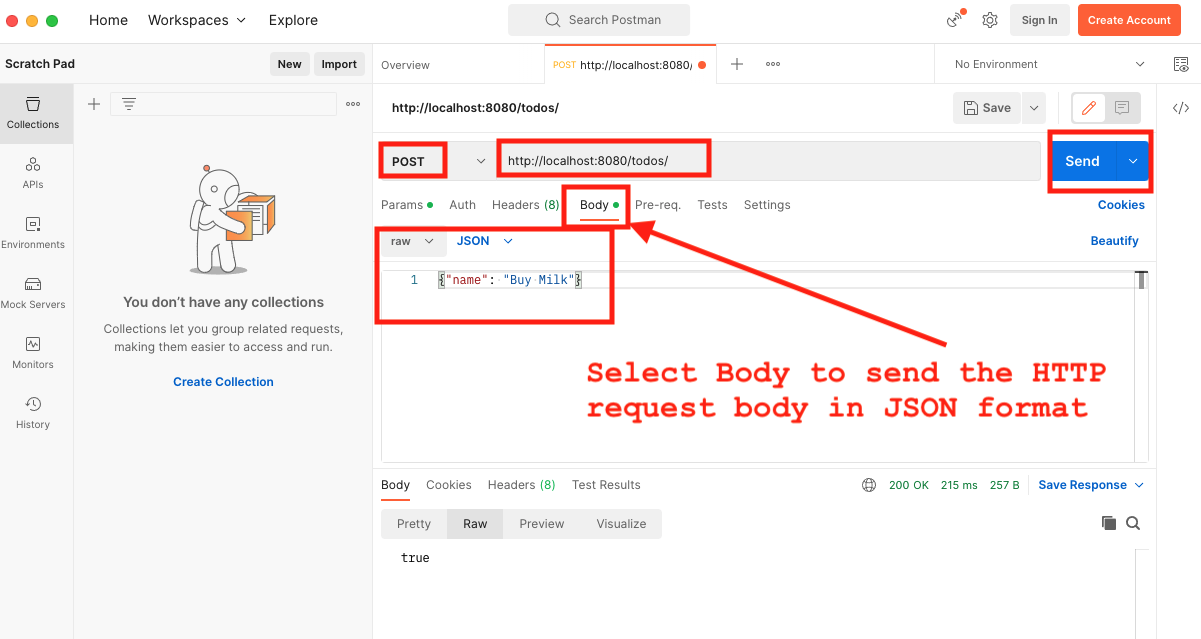 Home Workspaces Explore Search Postman Sign In Create Account
Scratch Pad New Import Overview POST http://localhost:8080/ No Environment
Collections
APIs
Environments
Mock Servers
Monitors
History
You don’t have any collections
Collections let you group related requests,
making them easier to access and run.
Create Collection
http://localhost:8080/todos/ Save
POST http://localhost:8080/todos/ Send
Params Auth Headers (8) Body Pre-req. Tests Settings Cookies
raw JSON Beautify
1 {"name": "Buy Milk"}
Select Body to send the HTTP
request body in JSON format
Body Cookies Headers (8) Test Results 200 OK 215 ms 257 B Save Response
Pretty Raw Preview Visualize
true